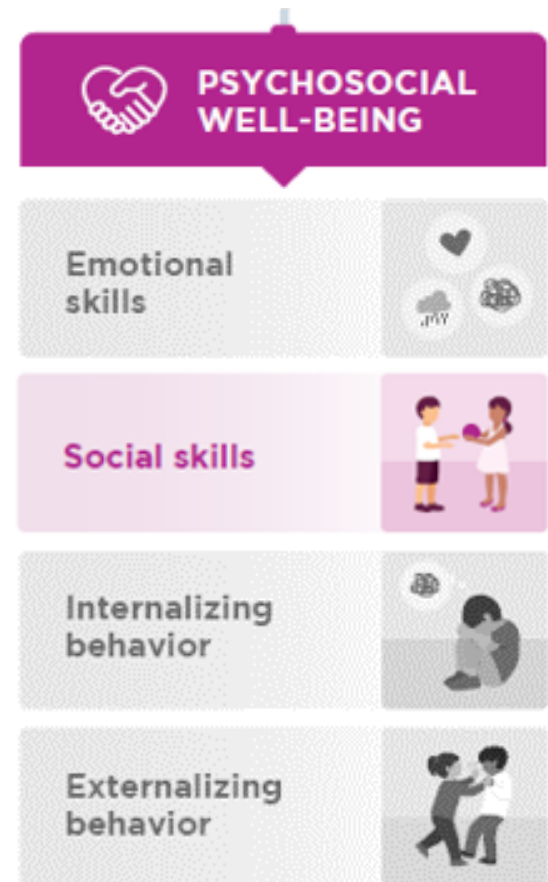 PSYCHOSOCIAL
WELL-BEING
Emotional
skills
Social skills
Internalizing
behavior
Externalizing
behavior